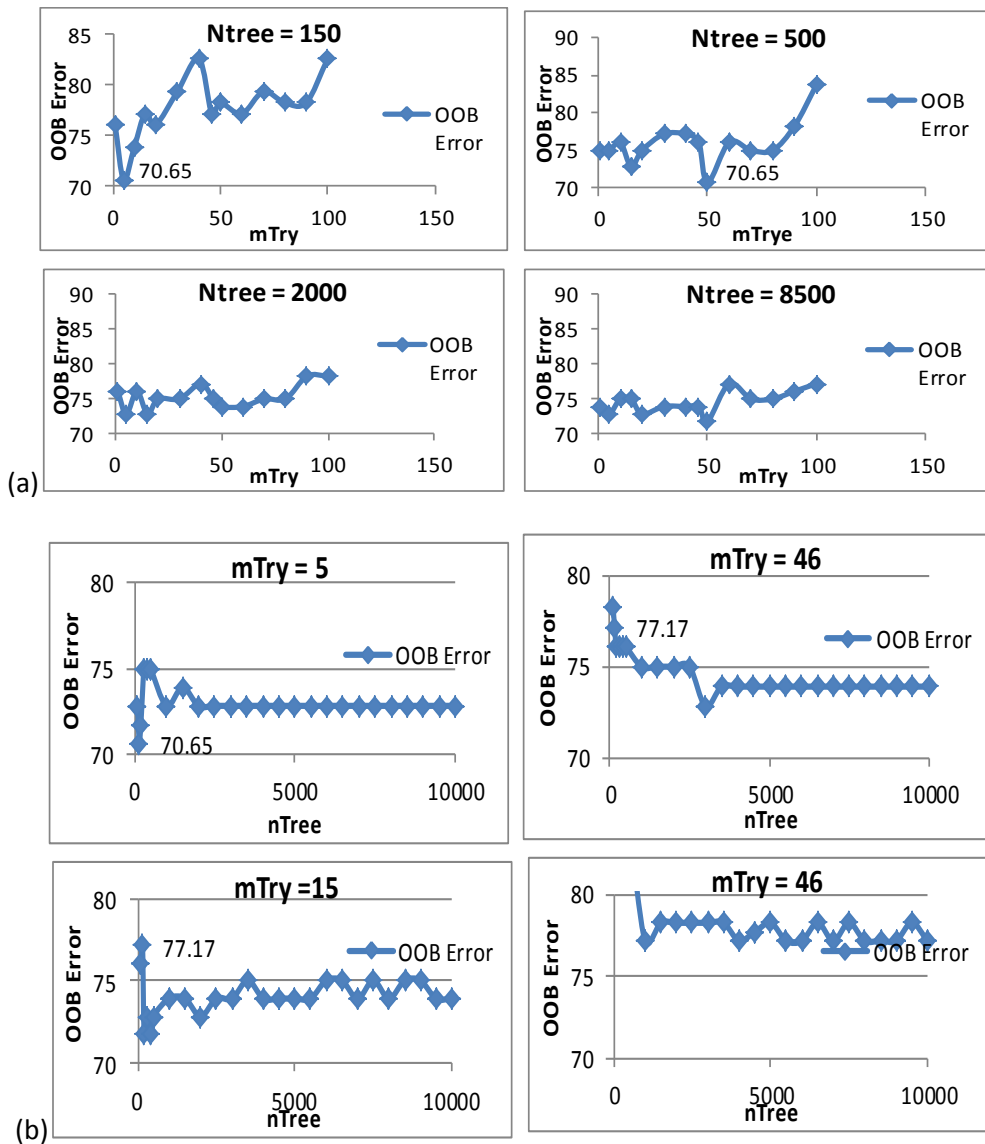 Ntree = 150
85
80
75
70
OOB Error
70.65
OOB
Error
0
50
100
150
mTry
Ntree = 500
90
85
80
75
70
OOB Error
70.65
OOB
Error
0
50
100
150
mTrye
Ntree = 2000
90
85
80
75
70
OOB Error
OOB
Error
0
50
100
150
mTry
Ntree = 8500
90
85
80
75
70
OOB Error
OOB
Error
0
50
100
150
mTry
(a)
mTry = 5
80
75
70
OOB Error
OOB Error
70.65
0
5000
10000
nTree
mTry = 46
80
75
70
OOB Error
77.17
OOB Error
0
5000
10000
nTree
mTry =15
80
75
70
OOB Error
77.17
OOB Error
0
5000
10000
nTree
mTry = 46
80
75
70
OOB Error
OOB Error
0
5000
10000
nTree
(b)